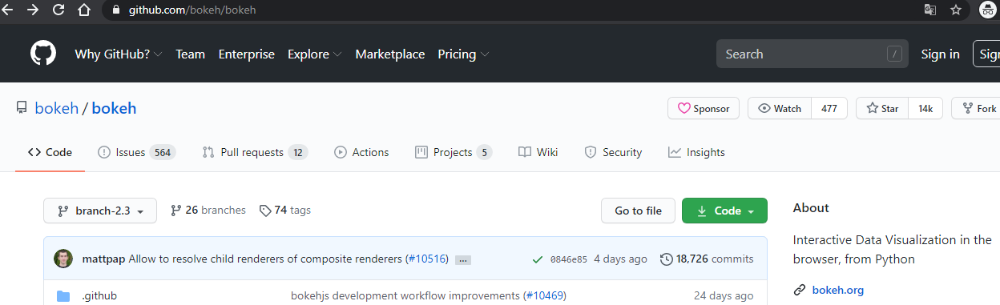 github.com/bokeh/bokeh
Why GitHub? Team Enterprise Explore Marketplace Pricing Search / Sign in Sign
bokeh / bokeh Sponsor Watch 477 Star 14k Fork
<> Code Issues 564 Pull requests 12 Actions Projects 5 Wiki Security Insights
branch-2.3 26 branches 74 tags Go to file Code About
Interactive Data Visualization in the
browser, from Python
mattpap Allow to resolve child renderers of composite renderers (#10516) ... 0846e85 4 days ago 18,726 commits
bokeh.org
.github bokehjs development workflow improvements (#10469) 24 days ago